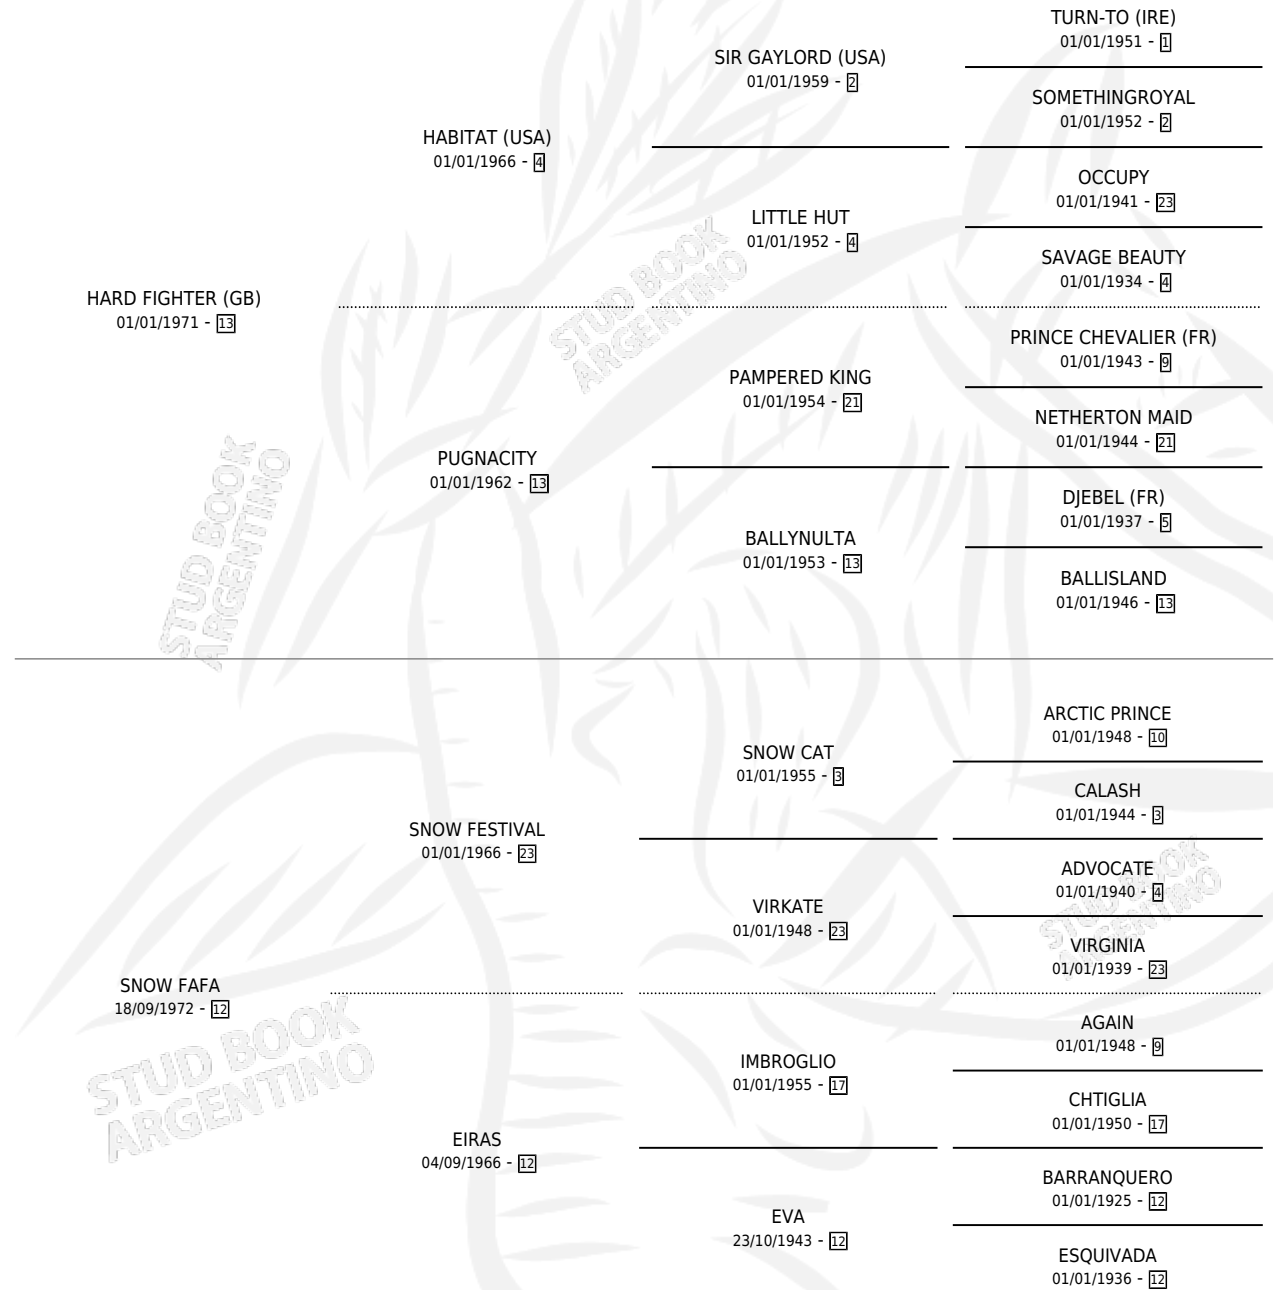 TURN-TO (IRE)
01/01/1951 - 1
SIR GAYLORD (USA)
01/01/1959 - 2
SOMETHINGROYAL
01/01/1952 - 2
HABITAT (USA)
01/01/1966 - 4
OCCUPY
01/01/1941 - 23
LITTLE HUT
01/01/1952 - 4
SAVAGE BEAUTY
01/01/1934 - 4
HARD FIGHTER (GB)
01/01/1971 - 13
PRINCE CHEVALIER (FR)
01/01/1943 - 9
PAMPERED KING
01/01/1954 - 21
NETHERTON MAID
01/01/1944 - 21
PUGNACITY
01/01/1962 - 13
DJEBEL (FR)
01/01/1937 - 5
BALLYNULTA
01/01/1953 - 13
BALLISLAND
01/01/1946 - 13
ARCTIC PRINCE
01/01/1948 - 10
SNOW CAT
01/01/1955 - 3
CALASH
01/01/1944 - 3
SNOW FESTIVAL
01/01/1966 - 23
ADVOCATE
01/01/1940 - 4
VIRKATE
01/01/1948 - 23
VIRGINIA
01/01/1939 - 23
SNOW FAFA
18/09/1972 - 12
AGAIN
01/01/1948 - 9
IMBROGLIO
01/01/1955 - 17
CHTIGLIA
01/01/1950 - 17
EIRAS
04/09/1966 - 12
BARRANQUERO
01/01/1925 - 12
EVA
23/10/1943 - 12
ESQUIVADA
01/01/1936 - 12
STUD BOOK
ARGENTINO
STUD BOOK
ARGENTINO
STUD BOOK
ARGENTINO
STUD BOOK
ARGENTINO